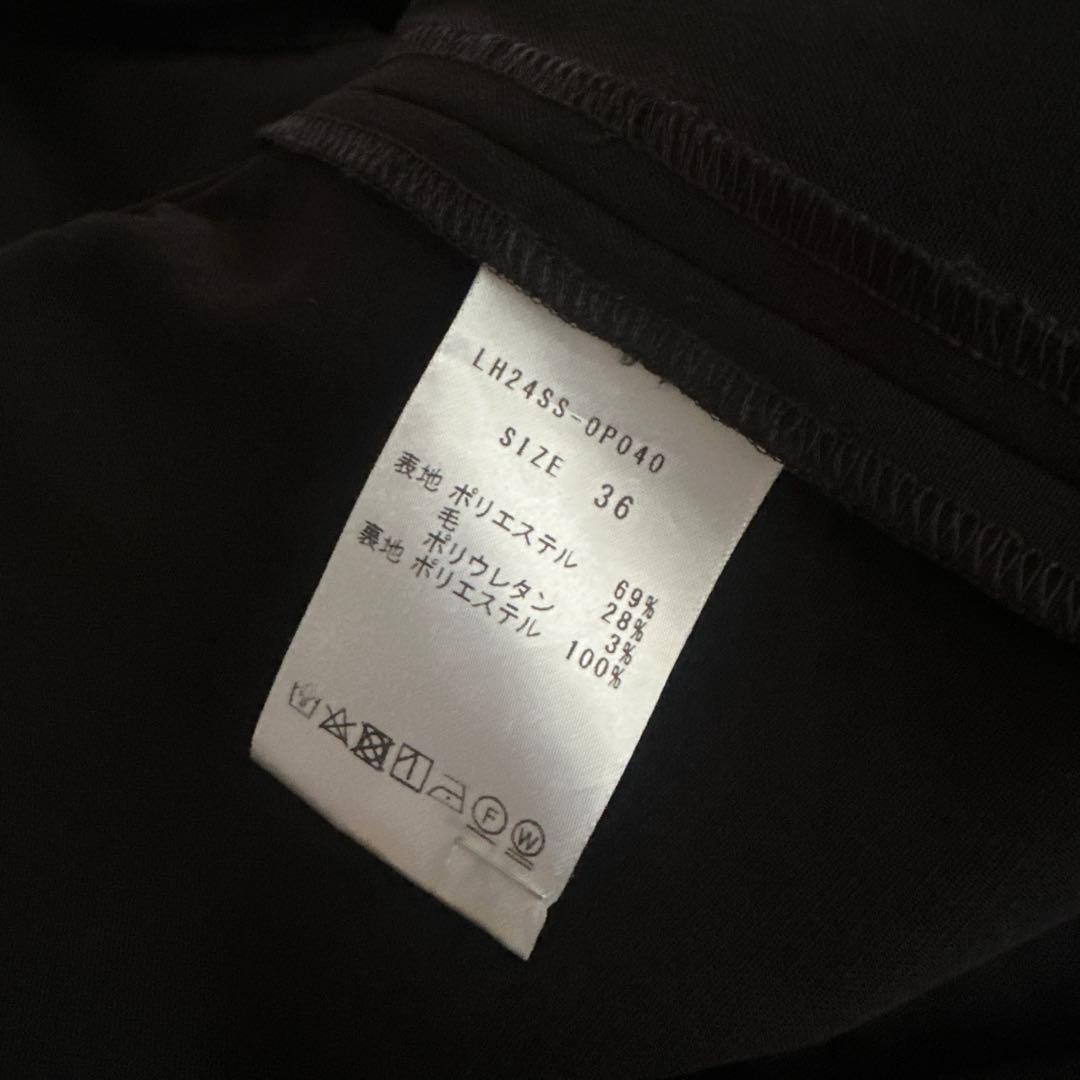 LH24SS-OP040
SIZE 36
表地 ポリエステル 69%
毛 28%
ポリウレタン 3%
裏地 ポリエステル 100%
F W